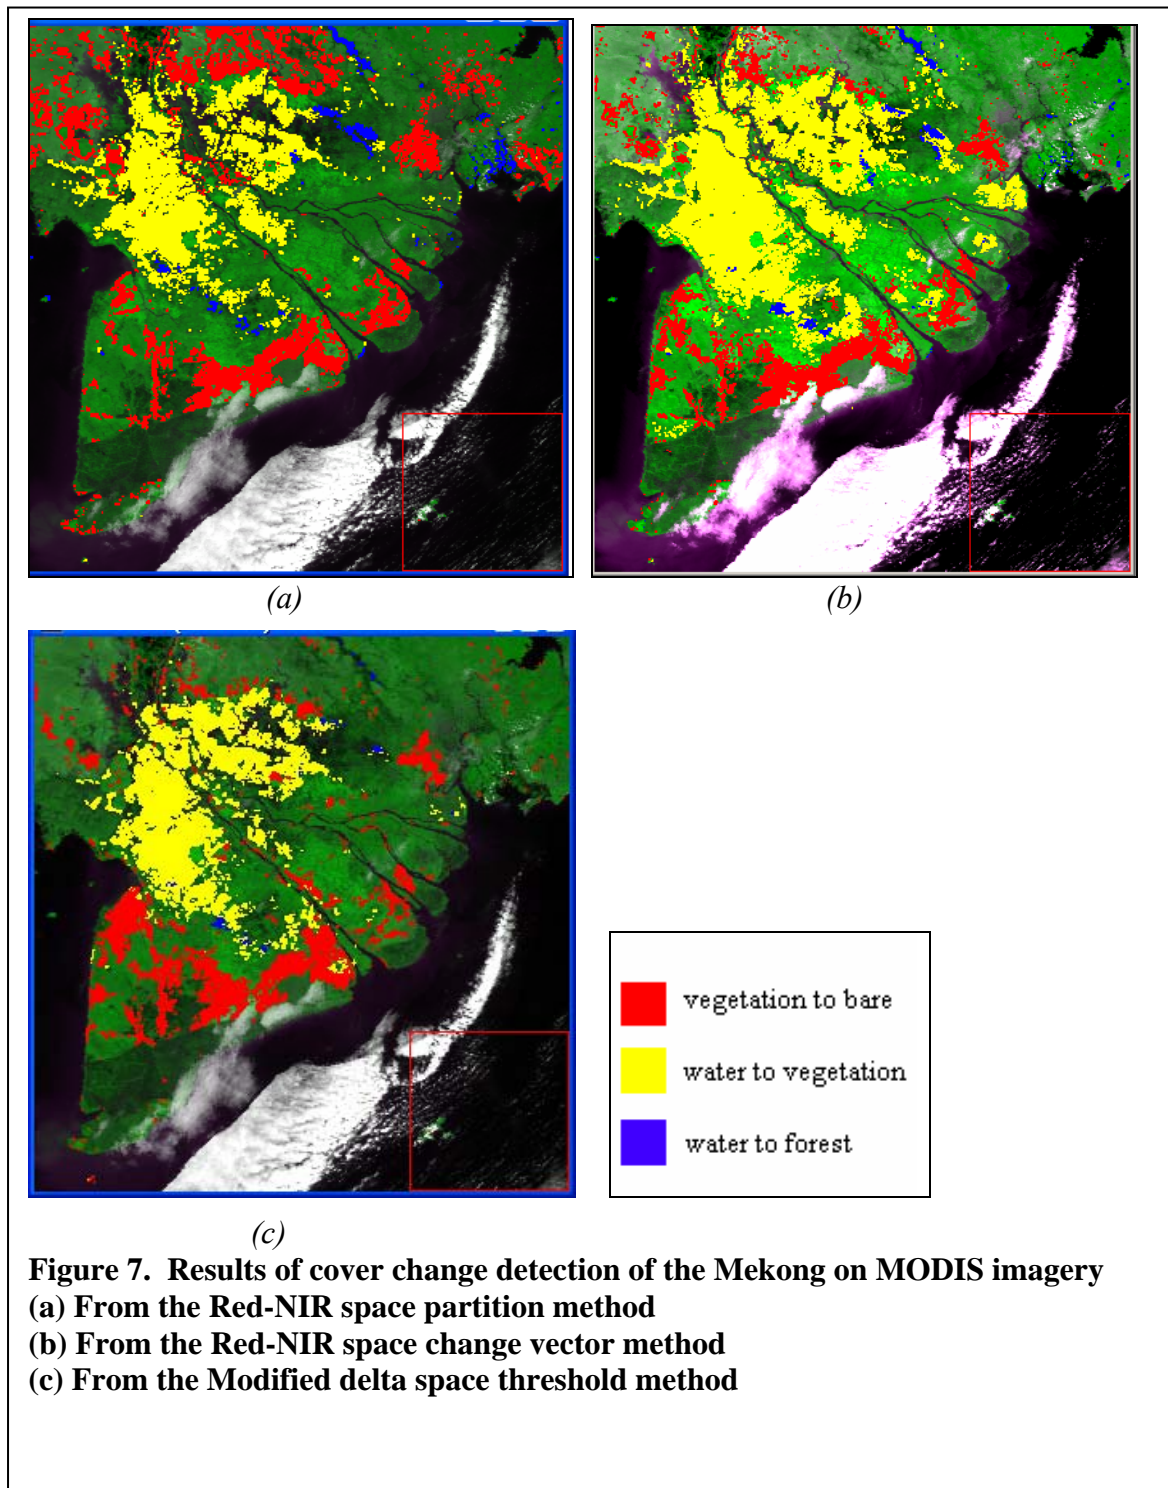 (a)
(b)
(c)
vegetation to bare
water to vegetation
water to forest
Figure 7. Results of cover change detection of the Mekong on MODIS imagery
(a) From the Red-NIR space partition method
(b) From the Red-NIR space change vector method
(c) From the Modified delta space threshold method